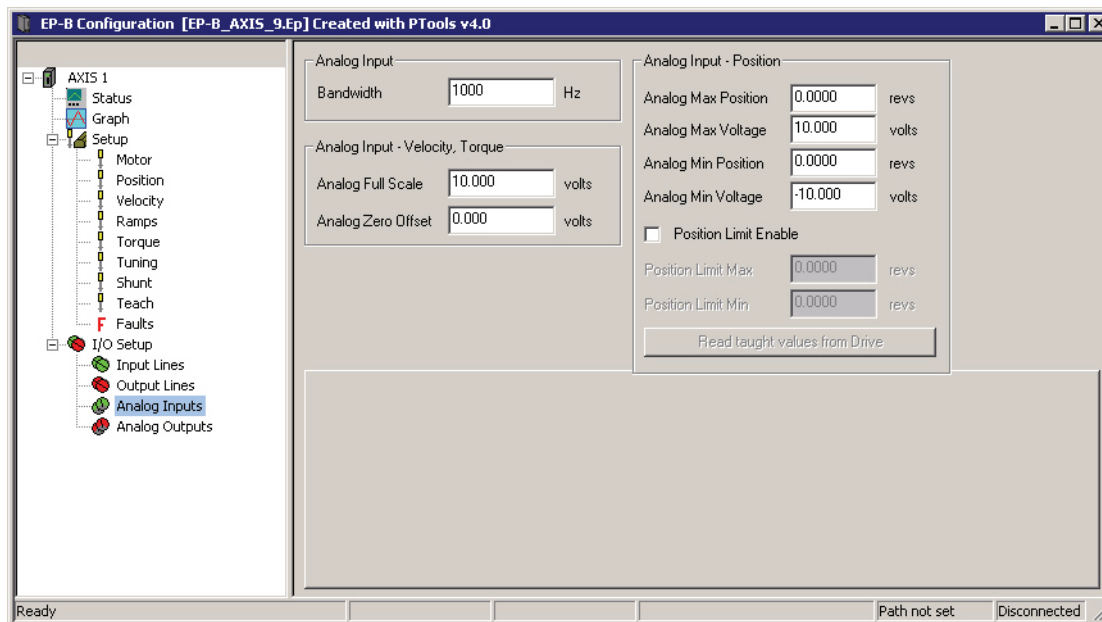 EP-B Configuration [EP-B_AXIS_9.Ep] Created with PTools v4.0
AXIS 1
Status
Graph
Setup
Motor
Position
Velocity
Ramps
Torque
Tuning
Shunt
Teach
F Faults
I/O Setup
Input Lines
Output Lines
Analog Inputs
Analog Outputs
Analog Input
Bandwidth 1000 Hz
Analog Input - Velocity, Torque
Analog Full Scale 10.000 volts
Analog Zero Offset 0.000 volts
Analog Input - Position
Analog Max Position 0.0000 revs
Analog Max Voltage 10.000 volts
Analog Min Position 0.0000 revs
Analog Min Voltage -10.000 volts
Position Limit Enable
Position Limit Max 0.0000 revs
Position Limit Min 0.0000 revs
Read taught values from Drive
Ready Path not set Disconnected